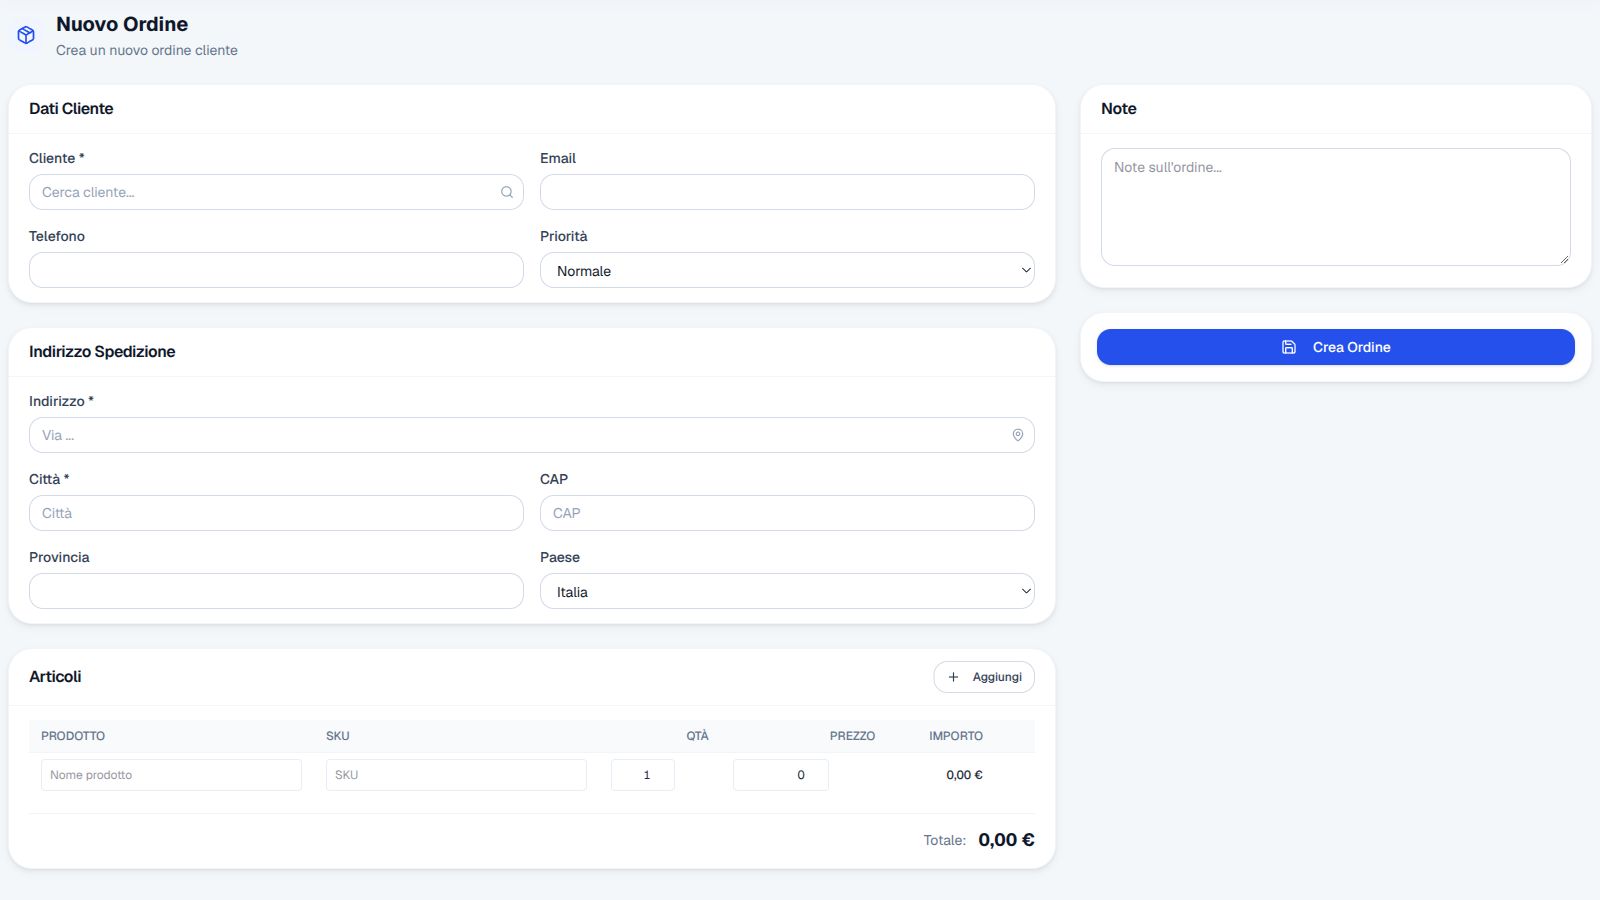 Nuovo Ordine
Crea un nuovo ordine cliente
Dati Cliente
Cliente *
Email
Cerca cliente...
Telefono
Priorità
Normale
Indirizzo Spedizione
Indirizzo *
Via ...
Città *
CAP
Città
CAP
Provincia
Paese
Italia
Articoli
Aggiungi
PRODOTTO SKU QTÀ PREZZO IMPORTO
Nome prodotto SKU 1 0 0,00 €
Totale: 0,00 €
Note
Note sull'ordine...
Crea Ordine